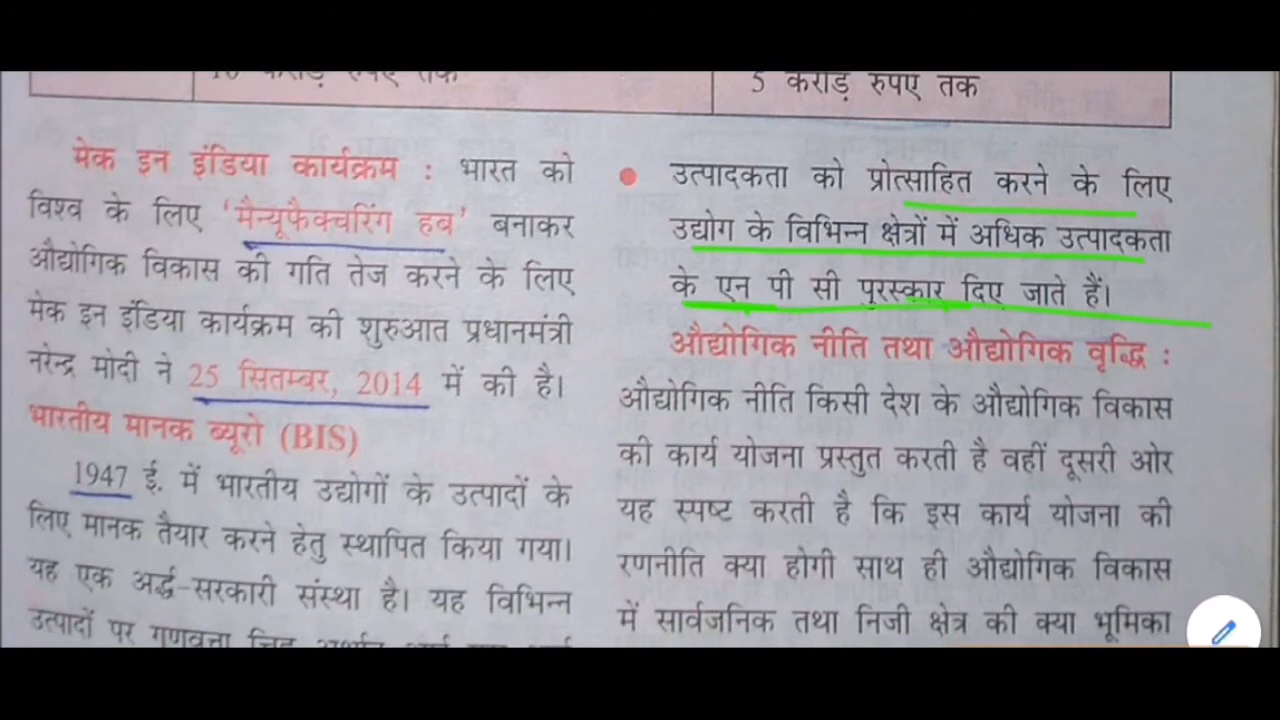 5 करोड़ रुपए तक
मेक इन इंडिया कार्यक्रम : भारत को
विश्व के लिए 'मैन्यूफैक्चरिंग हब' बनाकर
औद्योगिक विकास की गति तेज करने के लिए
मेक इन इंडिया कार्यक्रम की शुरुआत प्रधानमंत्री
नरेन्द्र मोदी ने 25 सितम्बर, 2014 में की है।
भारतीय मानक ब्यूरो (BIS)
1947 ई. में भारतीय उद्योगों के उत्पादों के
लिए मानक तैयार करने हेतु स्थापित किया गया।
यह एक अर्द्ध-सरकारी संस्था है। यह विभिन्न
उत्पादों पर गुणवत्ता
उत्पादकता को प्रोत्साहित करने के लिए
उद्योग के विभिन्न क्षेत्रों में अधिक उत्पादकता
के एन पी सी पुरस्कार दिए जाते हैं।
औद्योगिक नीति तथा औद्योगिक वृद्धि :
औद्योगिक नीति किसी देश के औद्योगिक विकास
की कार्य योजना प्रस्तुत करती है वहीं दूसरी ओर
यह स्पष्ट करती है कि इस कार्य योजना की
रणनीति क्या होगी साथ ही औद्योगिक विकास
में सार्वजनिक तथा निजी क्षेत्र की क्या भूमिका